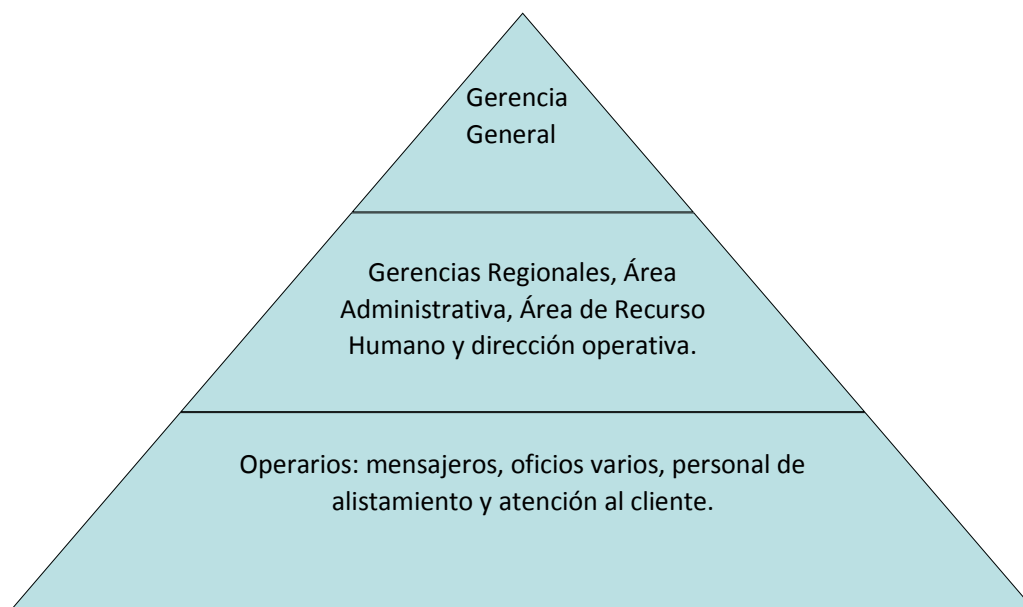 Gerencia
General
Gerencias Regionales, Área
Administrativa, Área de Recurso
Humano y dirección operativa.
Operarios: mensajeros, oficios varios, personal de
alistamiento y atención al cliente.